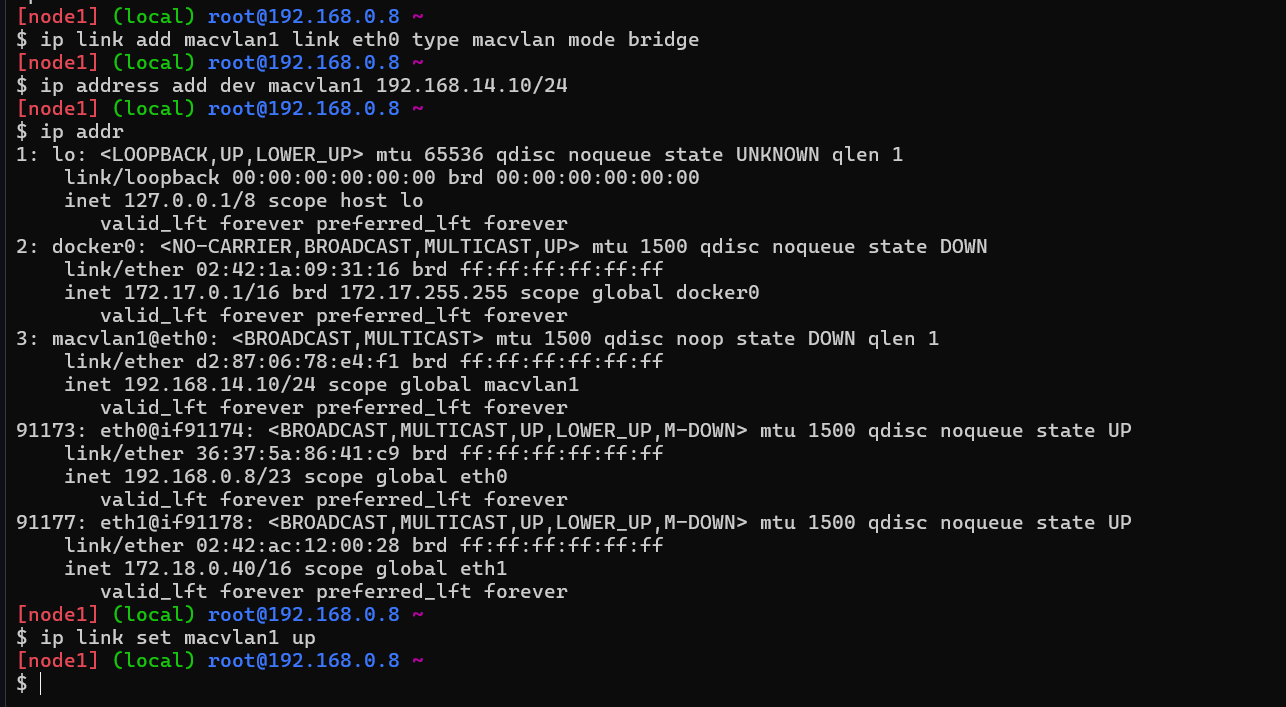 [node1] (local) root@192.168.0.8 ~
$ ip link add macvlan1 link eth0 type macvlan mode bridge
[node1] (local) root@192.168.0.8 ~
$ ip address add dev macvlan1 192.168.14.10/24
[node1] (local) root@192.168.0.8 ~
$ ip addr
1: lo: <LOOPBACK,UP,LOWER_UP> mtu 65536 qdisc noqueue state UNKNOWN qlen 1
    link/loopback 00:00:00:00:00:00 brd 00:00:00:00:00:00
    inet 127.0.0.1/8 scope host lo
       valid_lft forever preferred_lft forever
2: docker0: <NO-CARRIER,BROADCAST,MULTICAST,UP> mtu 1500 qdisc noqueue state DOWN
    link/ether 02:42:1a:09:31:16 brd ff:ff:ff:ff:ff:ff
    inet 172.17.0.1/16 brd 172.17.255.255 scope global docker0
       valid_lft forever preferred_lft forever
3: macvlan1@eth0: <BROADCAST,MULTICAST> mtu 1500 qdisc noop state DOWN qlen 1
    link/ether d2:87:06:78:e4:f1 brd ff:ff:ff:ff:ff:ff
    inet 192.168.14.10/24 scope global macvlan1
       valid_lft forever preferred_lft forever
91173: eth0@if91174: <BROADCAST,MULTICAST,UP,LOWER_UP,M-DOWN> mtu 1500 qdisc noqueue state UP
    link/ether 36:37:5a:86:41:c9 brd ff:ff:ff:ff:ff:ff
    inet 192.168.0.8/23 scope global eth0
       valid_lft forever preferred_lft forever
91177: eth1@if91178: <BROADCAST,MULTICAST,UP,LOWER_UP,M-DOWN> mtu 1500 qdisc noqueue state UP
    link/ether 02:42:ac:12:00:28 brd ff:ff:ff:ff:ff:ff
    inet 172.18.0.40/16 scope global eth1
       valid_lft forever preferred_lft forever
[node1] (local) root@192.168.0.8 ~
$ ip link set macvlan1 up
[node1] (local) root@192.168.0.8 ~
$